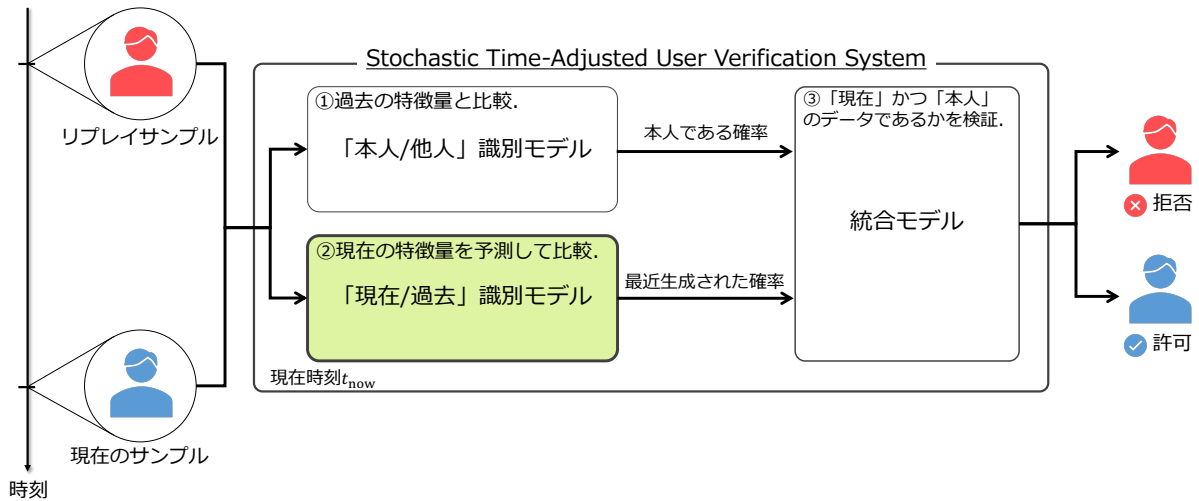 Stochastic Time-Adjusted User Verification System
リプレイサンプル
①過去の特徴量と比較.
「本人/他人」識別モデル
本人である確率
②現在の特徴量を予測して比較.
「現在/過去」識別モデル
最近生成された確率
③「現在」かつ「本人」
のデータであるかを検証.
統合モデル
拒否
許可
現在時刻t_now
現在のサンプル
時刻